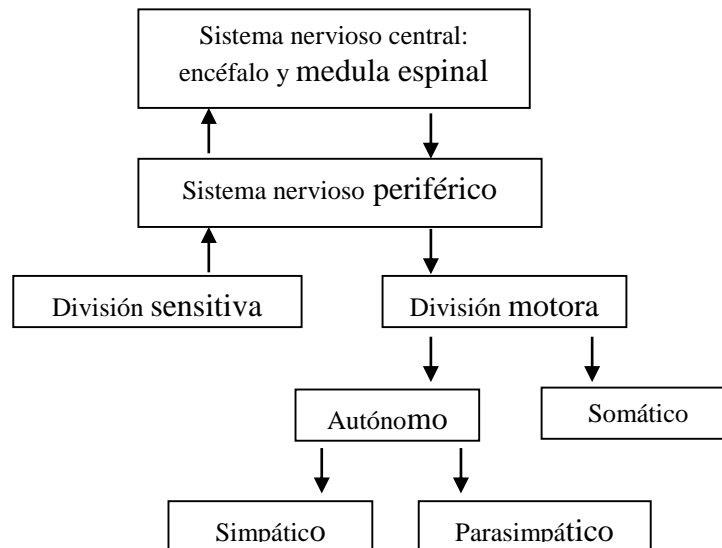 Sistema nervioso central:
encéfalo y medula espinal
Sistema nervioso periférico
División sensitiva
División motora
Autónomo
Somático
Simpático
Parasimpático